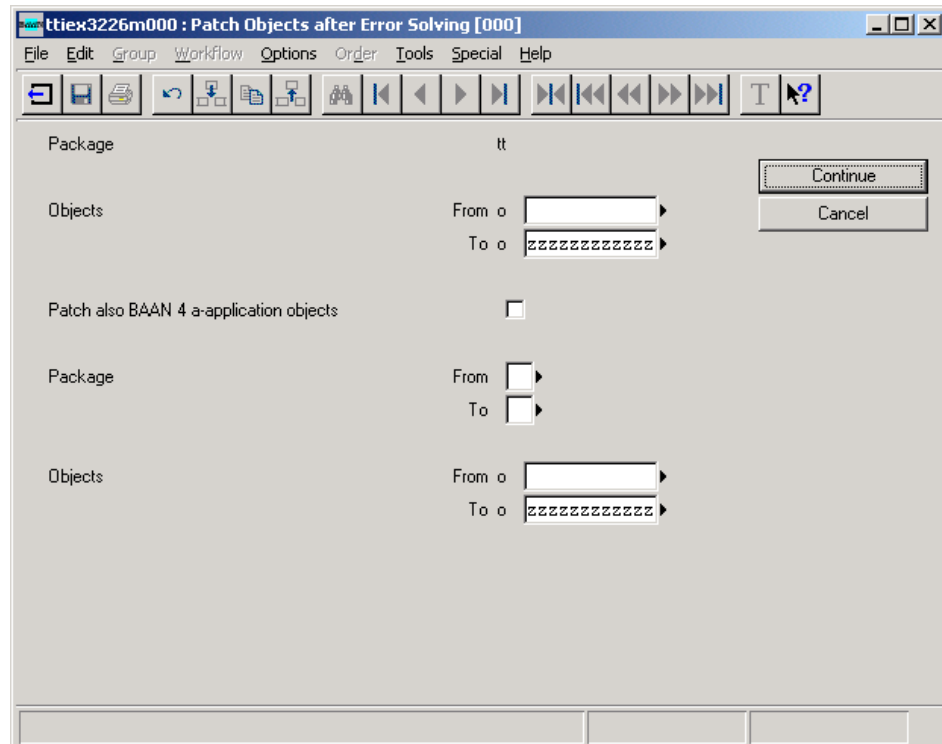 ttiex3226m000 : Patch Objects after Error Solving [000]
File Edit Group Workflow Options Order Tools Special Help
T ?
Package tt
Continue
Objects From o
Cancel
To o zzzzzzzzzzzz
Patch also BAAN 4 a-application objects
Package From
To
Objects From o
To o zzzzzzzzzzzz